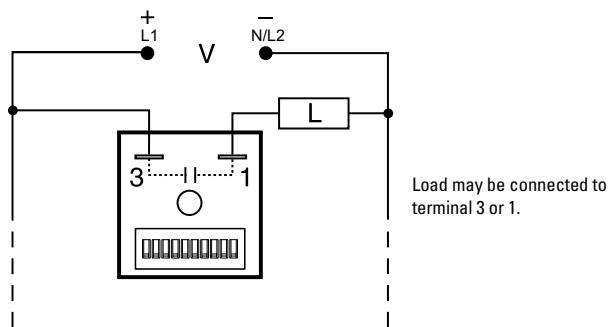 +
–
L1
V
N/L2
L
3
1
Load may be connected to
terminal 3 or 1.